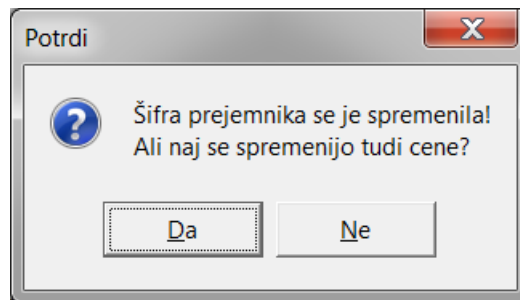 Potrdi
Šifra prejemnika se je spremenila!
Ali naj se spremenijo tudi cene?
Da
Ne